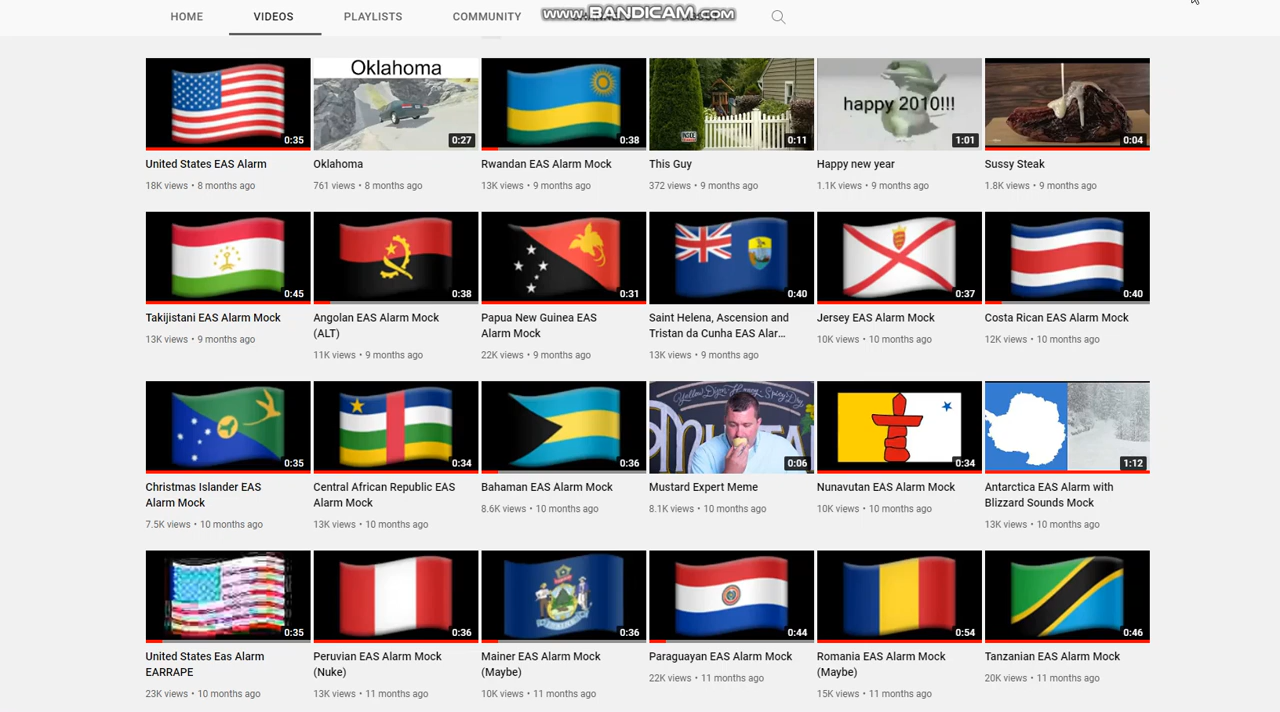 HOME VIDEOS PLAYLISTS COMMUNITY
www.BANDICAM.com
Oklahoma
happy 2010!!!
INSIDE
0:35 0:27 0:38 0:11 1:01 0:04
United States EAS Alarm Oklahoma Rwandan EAS Alarm Mock This Guy Happy new year Sussy Steak
18K views • 8 months ago 761 views • 8 months ago 13K views • 9 months ago 372 views • 9 months ago 1.1K views • 9 months ago 1.8K views • 9 months ago
0:45 0:38 0:31 0:40 0:37 0:40
Takijistani EAS Alarm Mock Angolan EAS Alarm Mock Papua New Guinea EAS Saint Helena, Ascension and Jersey EAS Alarm Mock Costa Rican EAS Alarm Mock
(ALT) Alarm Mock Tristan da Cunha EAS Alar...
13K views • 9 months ago 10K views • 10 months ago 12K views • 10 months ago
11K views • 9 months ago 22K views • 9 months ago 13K views • 9 months ago
0:35 0:34 0:36 0:06 0:34 1:12
Christmas Islander EAS Central African Republic EAS Bahaman EAS Alarm Mock Mustard Expert Meme Nunavutan EAS Alarm Mock Antarctica EAS Alarm with
Alarm Mock Alarm Mock Blizzard Sounds Mock
8.6K views • 10 months ago 8.1K views • 10 months ago 10K views • 10 months ago
7.5K views • 10 months ago 13K views • 10 months ago 13K views • 10 months ago
0:35 0:36 0:36 0:44 0:54 0:46
United States Eas Alarm Peruvian EAS Alarm Mock Mainer EAS Alarm Mock Paraguayan EAS Alarm Mock Romania EAS Alarm Mock Tanzanian EAS Alarm Mock
EARRAPE (Nuke) (Maybe) (Maybe)
22K views • 11 months ago 20K views • 11 months ago
23K views • 10 months ago 13K views • 11 months ago 10K views • 11 months ago 15K views • 11 months ago